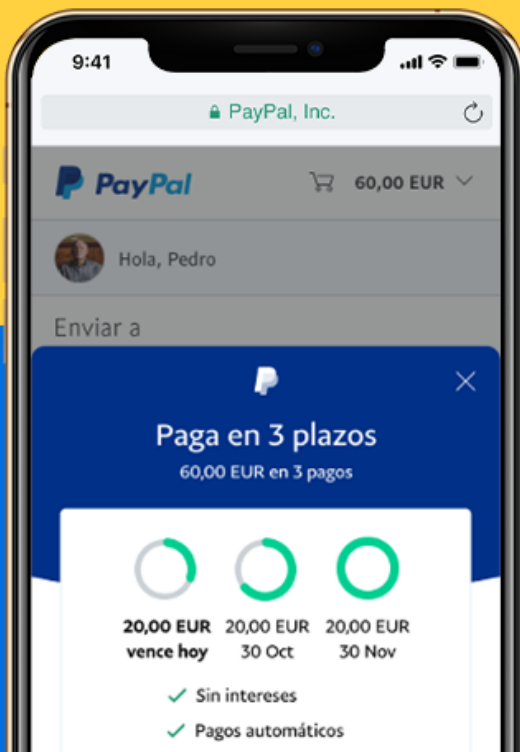 9:41
PayPal, Inc.
PayPal 60,00 EUR
Hola, Pedro
Enviar a
Paga en 3 plazos
60,00 EUR en 3 pagos
20,00 EUR 20,00 EUR 20,00 EUR
vence hoy 30 Oct 30 Nov
Sin intereses
Pagos automáticos